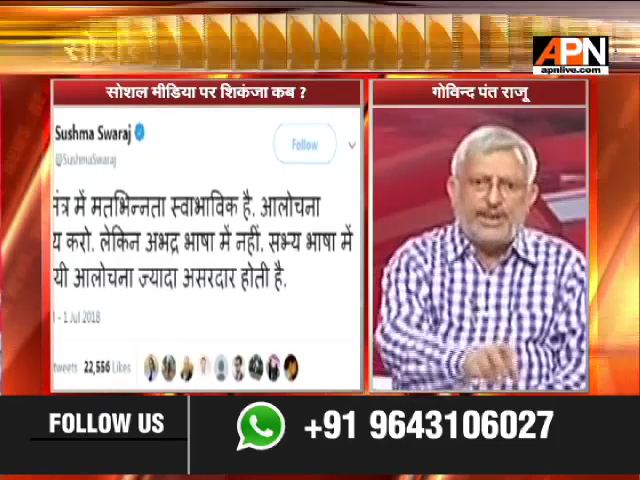 APN
apnlive.com
सोशल मीडिया पर शिकंजा कब ?
गोविन्द पंत राजू
Sushma Swaraj
@SushmaSwaraj
Follow
में मतभिन्नता स्वाभाविक है. आलोचना
करो. लेकिन अभद्र भाषा में नहीं. सभ्य भाषा में
आलोचना ज्यादा असरदार होती है.
- 1 Jul 2018
22,556 Likes
FOLLOW US
+91 9643106027